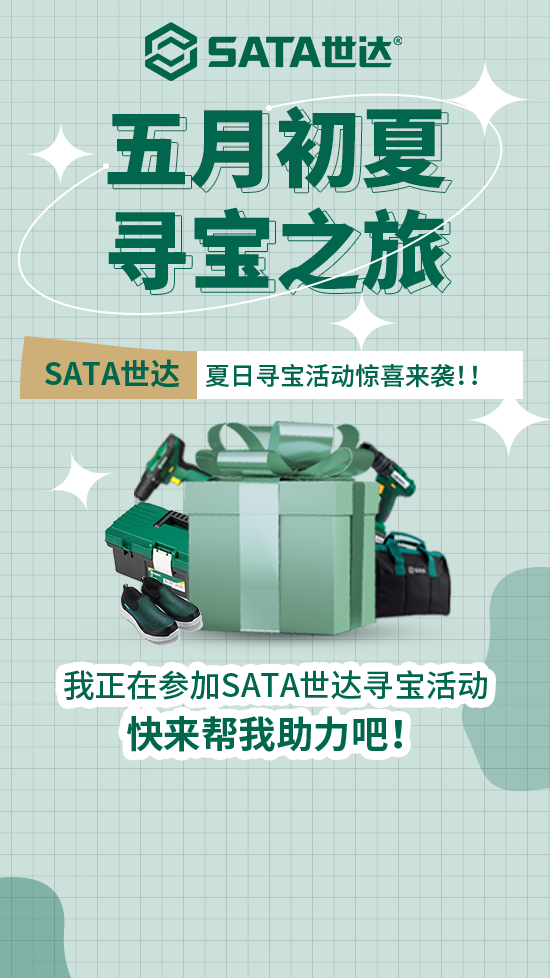 SATA世达®
五月初夏
寻宝之旅
SATA世达 夏日寻宝活动惊喜来袭！！
我正在参加SATA世达寻宝活动
快来帮我助力吧！